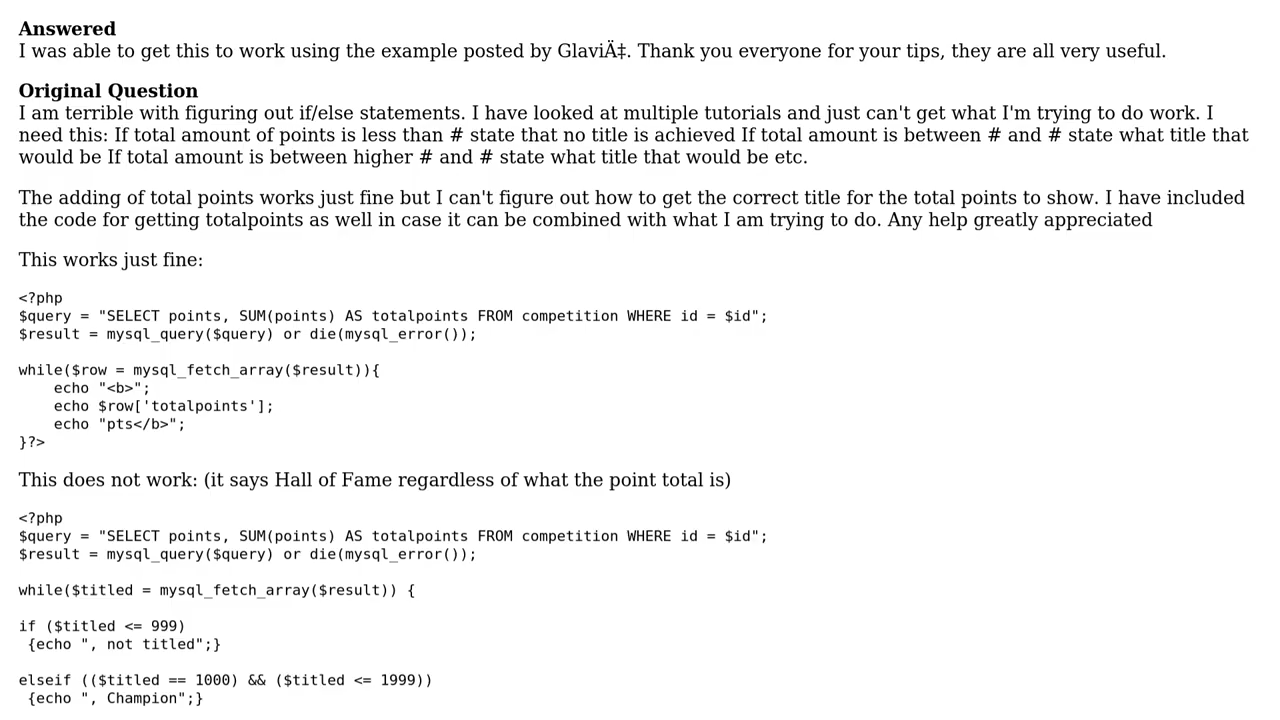 Answered
I was able to get this to work using the example posted by GlaviÄ‡. Thank you everyone for your tips, they are all very useful.
Original Question
I am terrible with figuring out if/else statements. I have looked at multiple tutorials and just can't get what I'm trying to do work. I
need this: If total amount of points is less than # state that no title is achieved If total amount is between # and # state what title that
would be If total amount is between higher # and # state what title that would be etc.
The adding of total points works just fine but I can't figure out how to get the correct title for the total points to show. I have included
the code for getting totalpoints as well in case it can be combined with what I am trying to do. Any help greatly appreciated
This works just fine:
<?php
$query = "SELECT points, SUM(points) AS totalpoints FROM competition WHERE id = $id";
$result = mysql_query($query) or die(mysql_error());
while($row = mysql_fetch_array($result)){
    echo "<b>";
    echo $row['totalpoints'];
    echo "pts</b>";
}?>
This does not work: (it says Hall of Fame regardless of what the point total is)
<?php
$query = "SELECT points, SUM(points) AS totalpoints FROM competition WHERE id = $id";
$result = mysql_query($query) or die(mysql_error());
while($titled = mysql_fetch_array($result)) {
if ($titled <= 999)
 {echo ", not titled";}
elseif (($titled == 1000) && ($titled <= 1999))
 {echo ", Champion";}